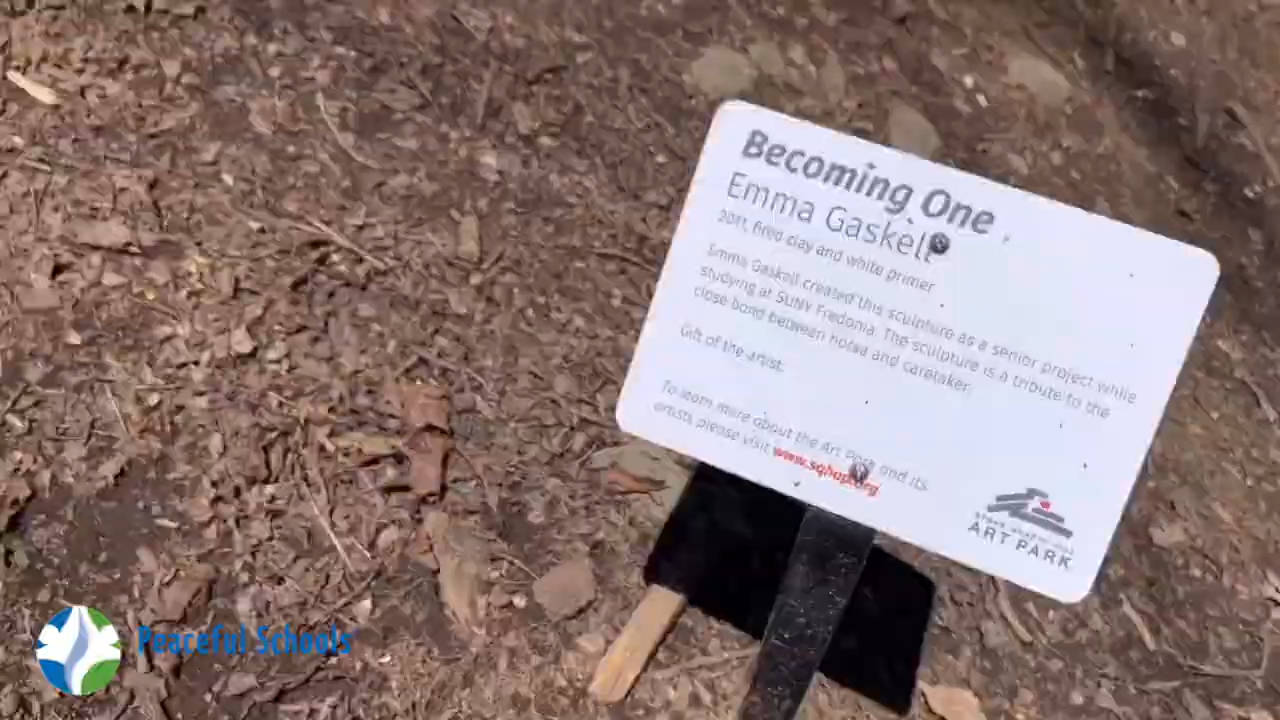 Becoming One
Emma Gaskell
2011, fired clay and white primer
Emma Gaskell created this sculpture as a senior project while
studying at SUNY Fredonia. The sculpture is a tribute to the
close bond between horse and caretaker.
Gift of the artist.
To learn more about the Art Park and its
artists please visit www.sqhap.org
ART PARK
Peaceful Schools